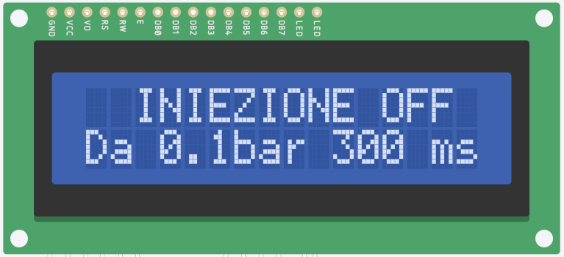 GND VCC VO RS RW E DB0 DB1 DB2 DB3 DB4 DB5 DB6 DB7 LED LED
INIEZIONE OFF
Da 0.1bar 300 ms